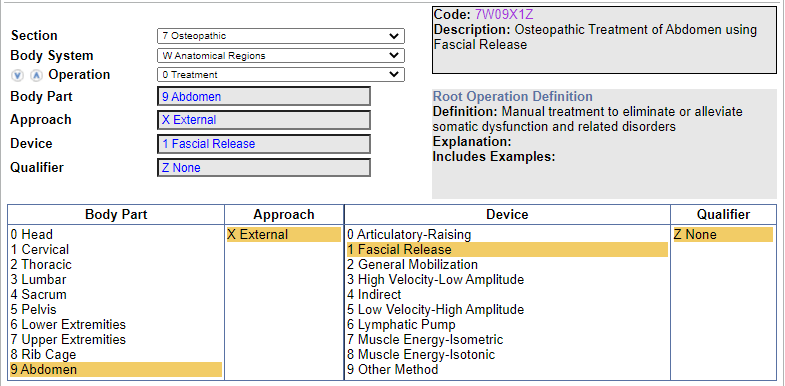 Section 7 Osteopathic
Body System W Anatomical Regions
Operation 0 Treatment
Body Part 9 Abdomen
Approach X External
Device 1 Fascial Release
Qualifier Z None
Code: 7W09X1Z
Description: Osteopathic Treatment of Abdomen using
Fascial Release
Root Operation Definition
Definition: Manual treatment to eliminate or alleviate
somatic dysfunction and related disorders
Explanation:
Includes Examples:
Body Part Approach Device Qualifier
0 Head X External 0 Articulatory-Raising Z None
1 Cervical 1 Fascial Release
2 Thoracic 2 General Mobilization
3 Lumbar 3 High Velocity-Low Amplitude
4 Sacrum 4 Indirect
5 Pelvis 5 Low Velocity-High Amplitude
6 Lower Extremities 6 Lymphatic Pump
7 Upper Extremities 7 Muscle Energy-Isometric
8 Rib Cage 8 Muscle Energy-Isotonic
9 Abdomen 9 Other Method